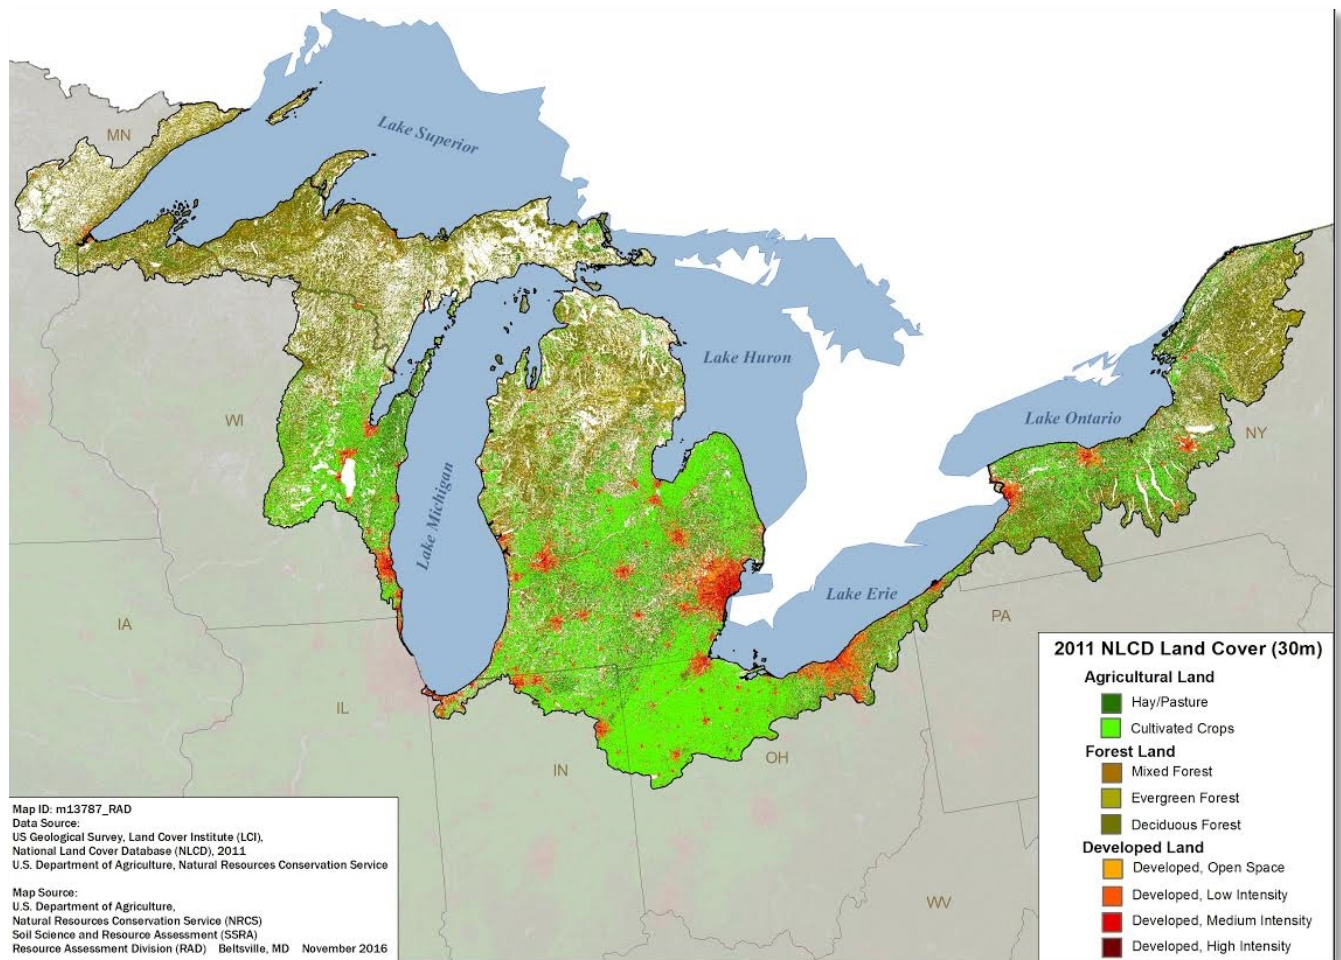 MN
Lake Superior
Lake Huron
WI
Lake Michigan
Lake Ontario
NY
Lake Erie
IA
PA
IL
IN
OH
WV
2011 NLCD Land Cover (30m)
Agricultural Land
Hay/Pasture
Cultivated Crops
Forest Land
Mixed Forest
Evergreen Forest
Deciduous Forest
Developed Land
Developed, Open Space
Developed, Low Intensity
Developed, Medium Intensity
Developed, High Intensity
Map ID: m13787_RAD
Data Source:
US Geological Survey, Land Cover Institute (LCI),
National Land Cover Database (NLCD), 2011
U.S. Department of Agriculture, Natural Resources Conservation Service
Map Source:
U.S. Department of Agriculture,
Natural Resources Conservation Service (NRCS)
Soil Science and Resource Assessment (SSRA)
Resource Assessment Division (RAD) Beltsville, MD November 2016